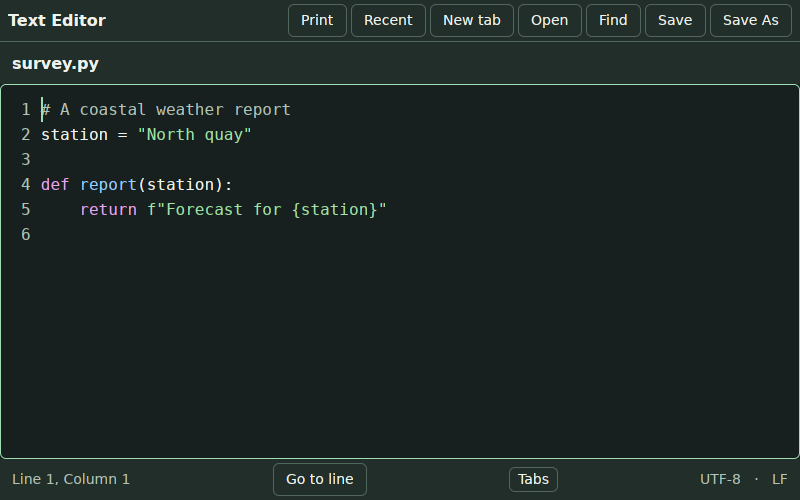 Text Editor Print Recent New tab Open Find Save Save As
survey.py
1 # A coastal weather report
2 station = "North quay"
3
4 def report(station):
5     return f"Forecast for {station}"
6
Line 1, Column 1 Go to line Tabs UTF-8 · LF